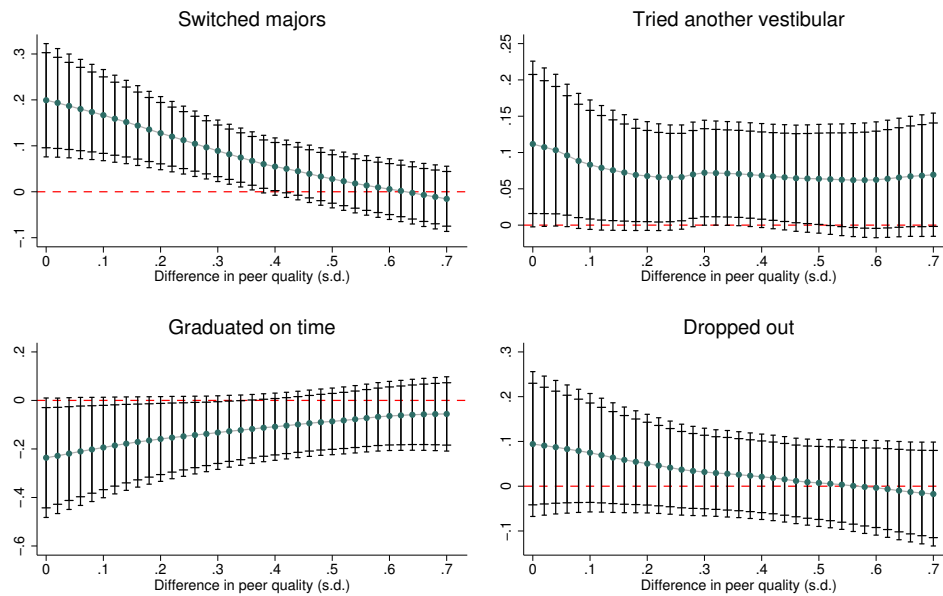 Switched majors
.3
.2
.1
0
-.1
0 .1 .2 .3 .4 .5 .6 .7
Difference in peer quality (s.d.)
Tried another vestibular
.25
.2
.15
.1
.05
0
0 .1 .2 .3 .4 .5 .6 .7
Difference in peer quality (s.d.)
Graduated on time
.2
0
-.2
-.4
-.6
0 .1 .2 .3 .4 .5 .6 .7
Difference in peer quality (s.d.)
Dropped out
.3
.2
.1
0
-.1
0 .1 .2 .3 .4 .5 .6 .7
Difference in peer quality (s.d.)